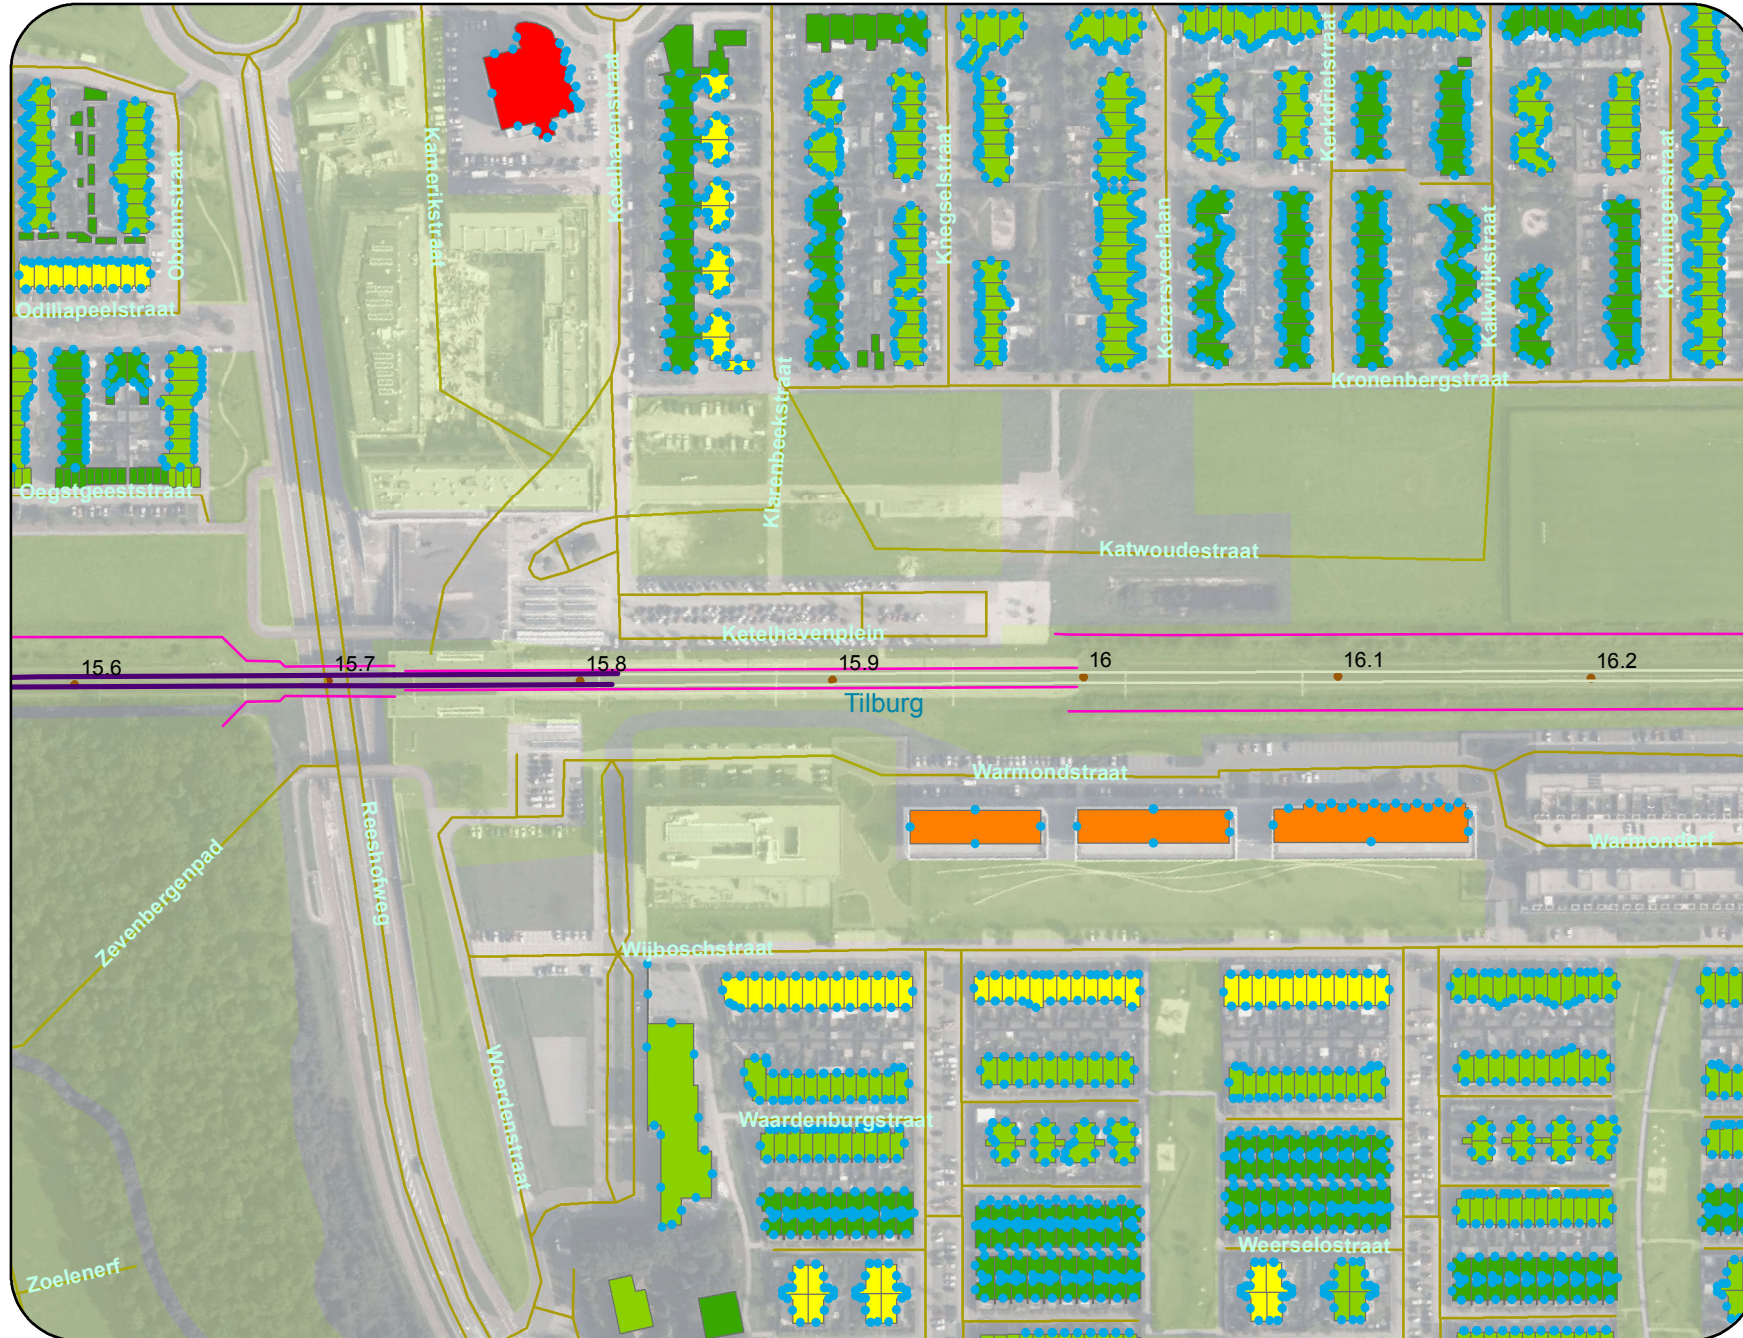 Kamerikstraat
Ketelhavenstraat
Knegselstraat
Keizersveerlaan
Kerkdrielstraat
Kalkwijkstraat
Kruiningenstraat
Obdamstraat
Odiliapeelstraat
Kronenbergstraat
Klarenbeekstraat
Oegstgeeststraat
Katwoudestraat
Ketelhavenplein
15.6
15.7
15.8
15.9
16
16.1
16.2
Tilburg
Warmondstraat
Reeshofweg
Warmonderf
Zevenbergenpad
Wijboschstraat
Woerdenstraat
Waardenburgstraat
Weerselostraat
Zoelenerf